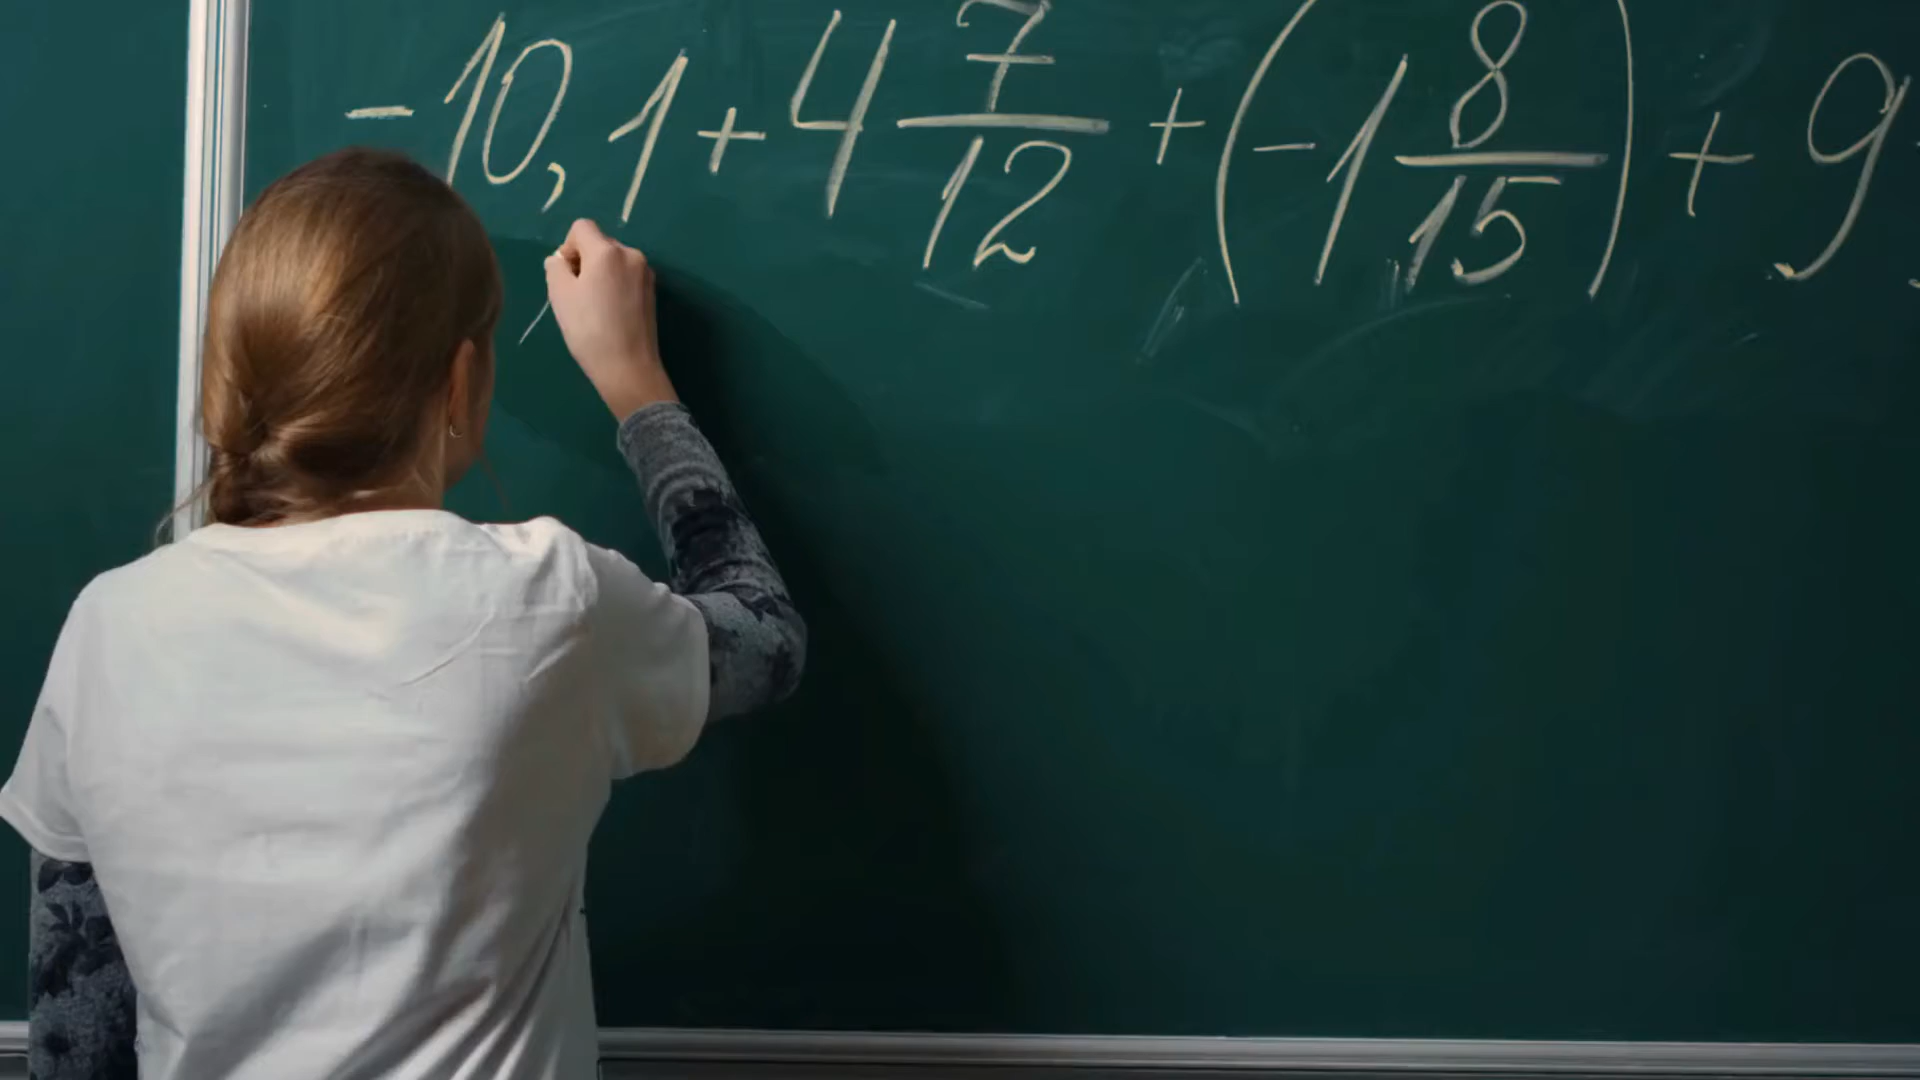 -10,1 + 4 7/12 + (-1 8/15) + 9